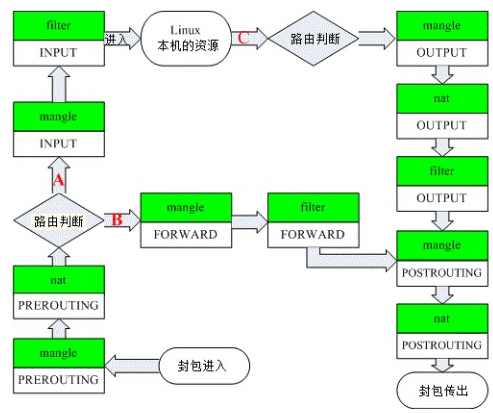 filter
INPUT
进入
Linux
本机的资源
C
路由判断
mangle
OUTPUT
mangle
INPUT
nat
OUTPUT
A
filter
OUTPUT
路由判断
B
mangle
FORWARD
filter
FORWARD
mangle
POSTROUTING
nat
PREROUTING
nat
POSTROUTING
mangle
PREROUTING
封包进入
封包传出